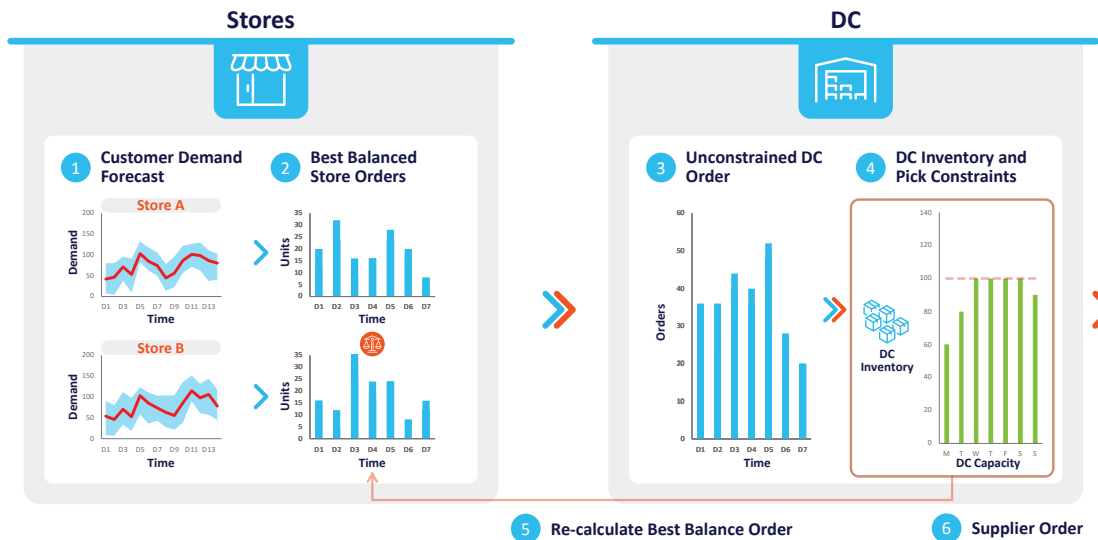 Stores
DC
1 Customer Demand
Forecast
2 Best Balanced
Store Orders
3 Unconstrained DC
Order
4 DC Inventory and
Pick Constraints
Store A
Demand
200
150
100
50
0
D1 D3 D5 D7 D9 D11 D13
Time
Units
35
30
25
20
15
10
5
0
D1 D2 D3 D4 D5 D6 D7
Time
Store B
Demand
200
150
100
50
0
D1 D3 D5 D7 D9 D11 D13
Time
Units
35
30
25
20
15
10
5
0
D1 D2 D3 D4 D5 D6 D7
Time
Orders
60
50
40
30
20
10
0
D1 D2 D3 D4 D5 D6 D7
Time
DC
Inventory
140
120
100
80
60
40
20
0
M T W T F S S
DC Capacity
5 Re-calculate Best Balance Order
6 Supplier Order